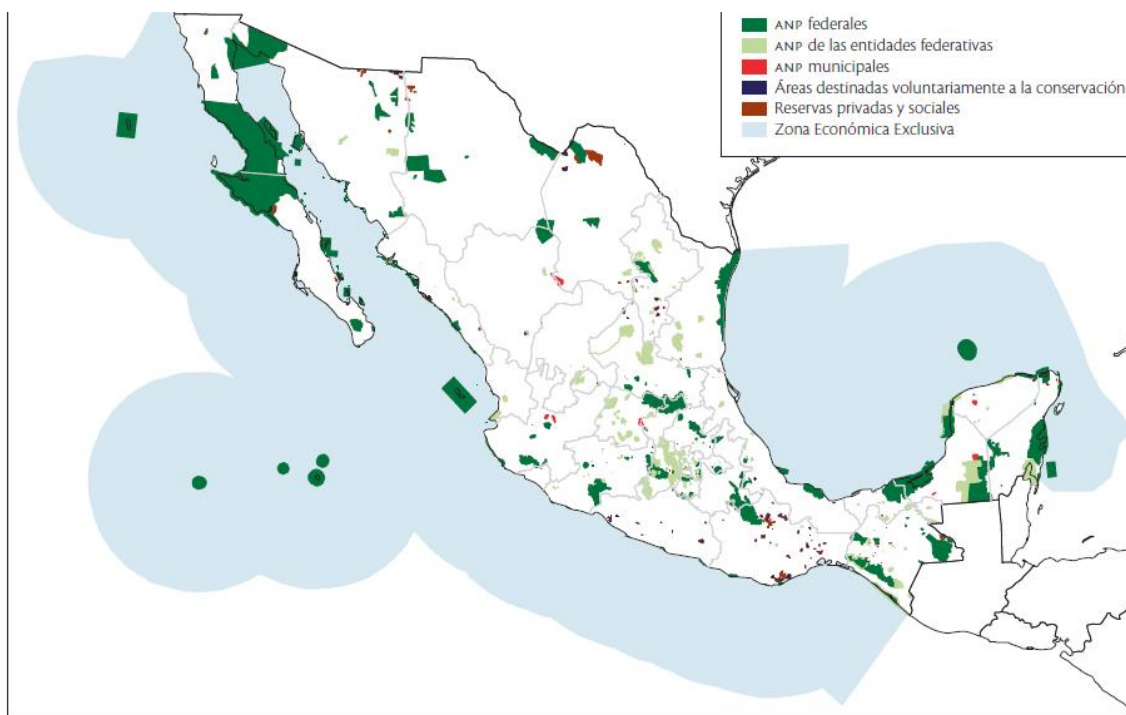 ANP federales
ANP de las entidades federativas
ANP municipales
Áreas destinadas voluntariamente a la conservación
Reservas privadas y sociales
Zona Económica Exclusiva